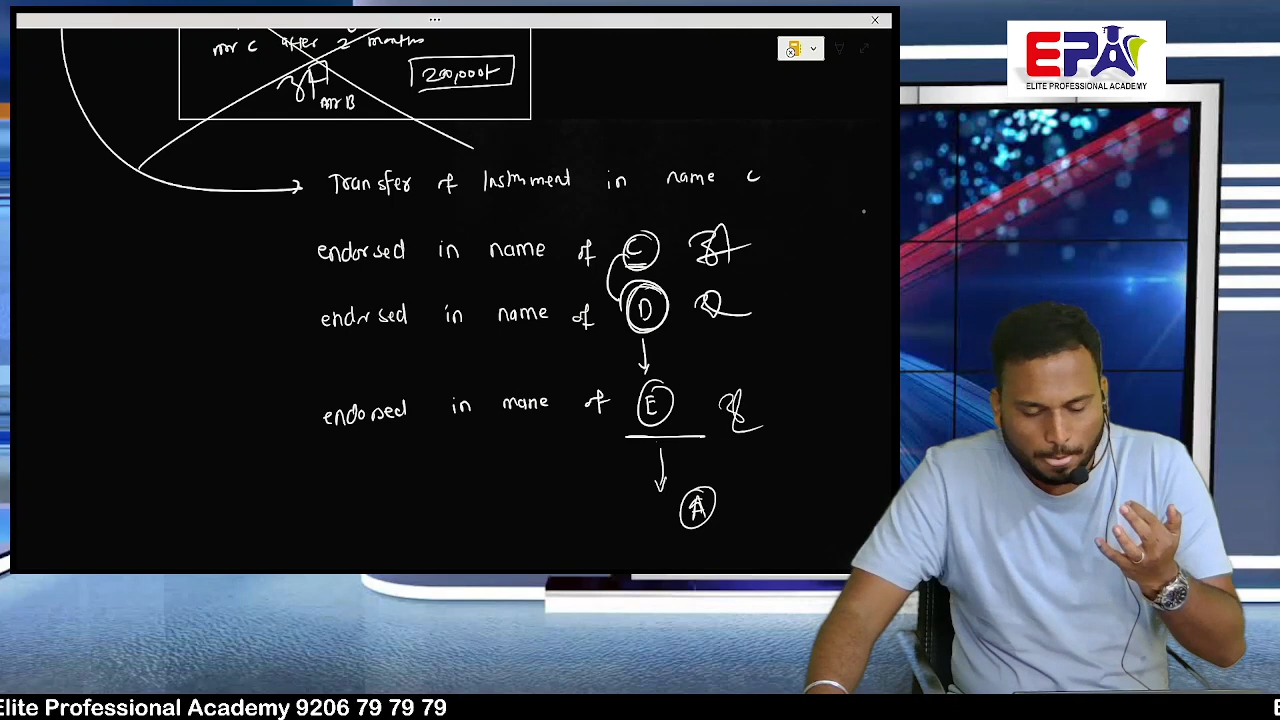 ...
EPA
ELITE PROFESSIONAL ACADEMY
Mr C after 2 months
200,000/-
Mr B
Transfer of Instrument in name C
endorsed in name of C
endorsed in name of D
endorsed in mane of E
A
Elite Professional Academy 9206 79 79 79
E